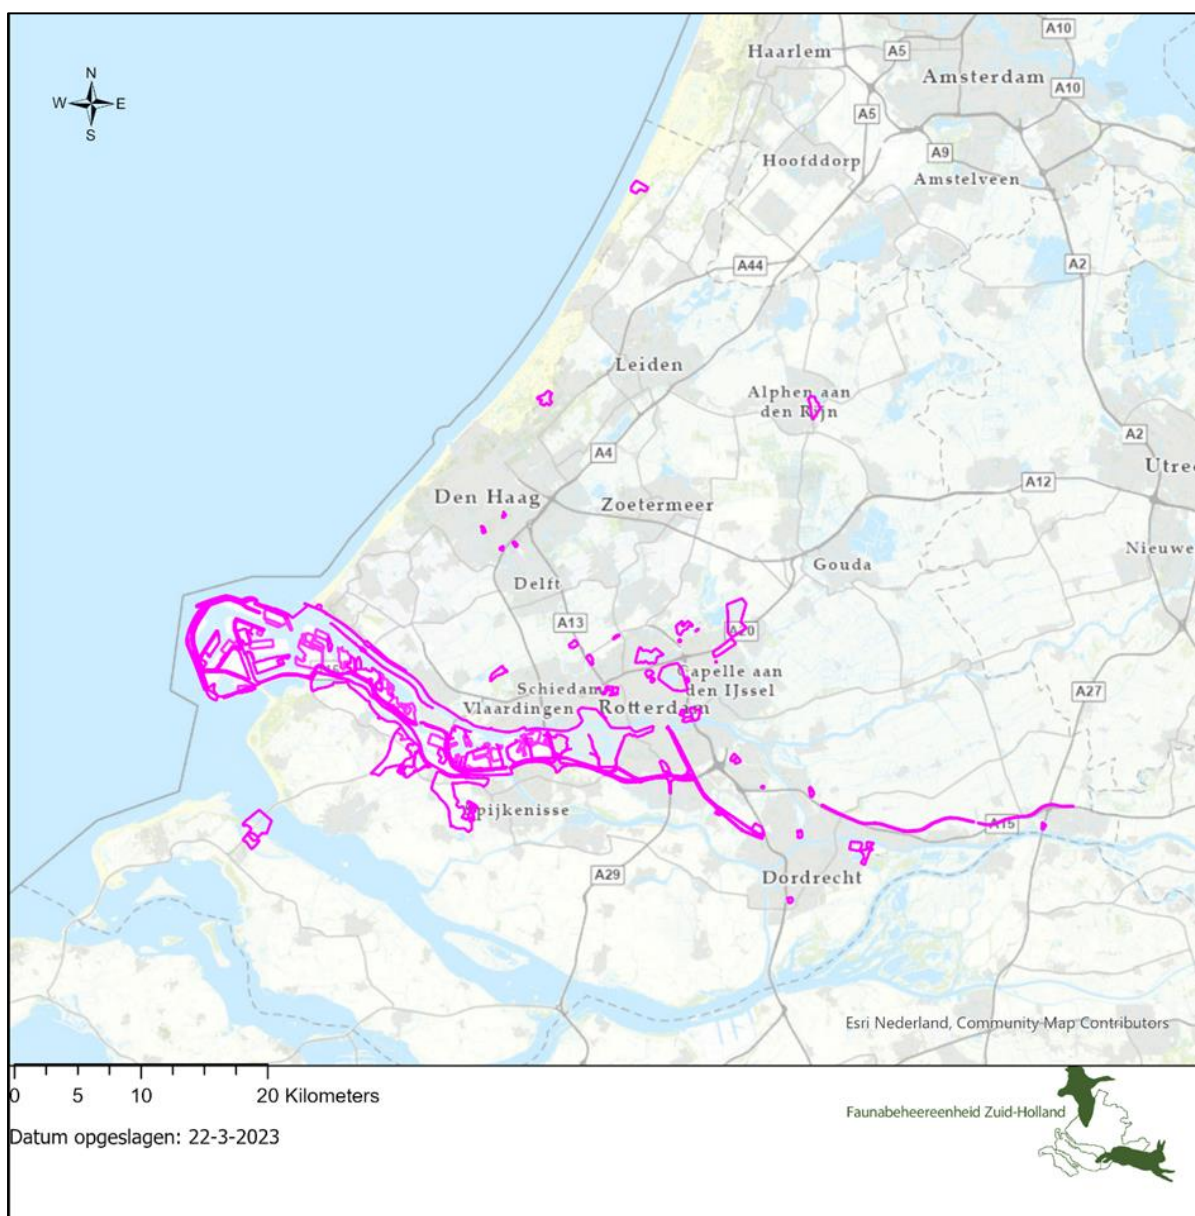 A10
Haarlem
A5
Amsterdam
A10
A5
N
W E
S
A9
Hoofddorp
Amstelveen
A44
A2
Leiden
Alphen aan
den Rijn
A2
A4
Utrec
Den Haag
A12
Zoetermeer
Nieuwe
Gouda
Delft
A13
A20
Capelle aan
den IJssel
Schiedam
A27
Vlaardingen
Rotterdam
Spijkenisse
A15
A29
Dordrecht
Esri Nederland, Community Map Contributors
0 5 10 20 Kilometers
Faunabeheereenheid Zuid-Holland
Datum opgeslagen: 22-3-2023